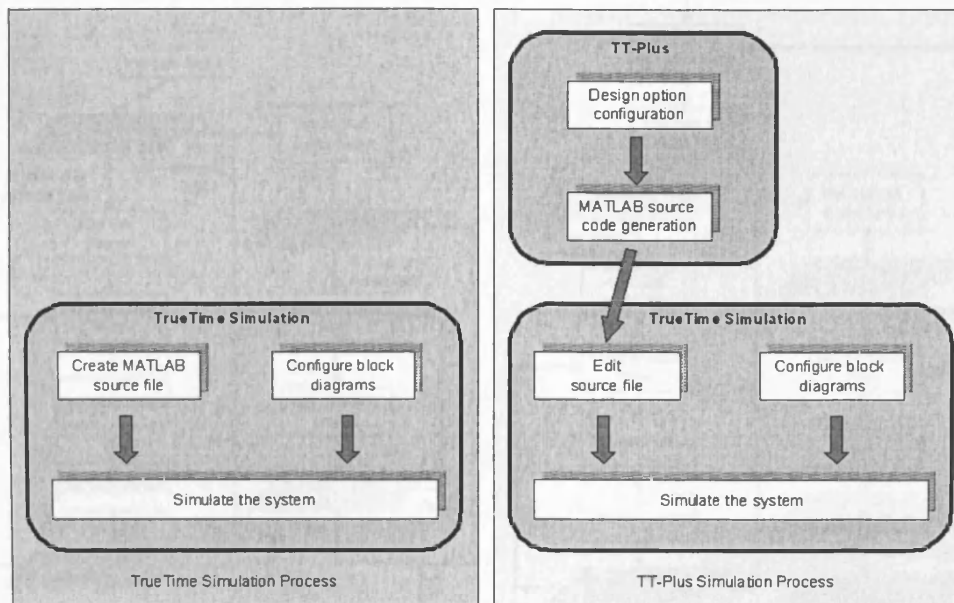 TrueTime Simulation
Create MATLAB
source file
Configure block
diagrams
Simulate the system
TrueTime Simulation Process
TT-Plus
Design option
configuration
MATLAB source
code generation
TrueTime Simulation
Edit
source file
Configure block
diagrams
Simulate the system
TT-Plus Simulation Process